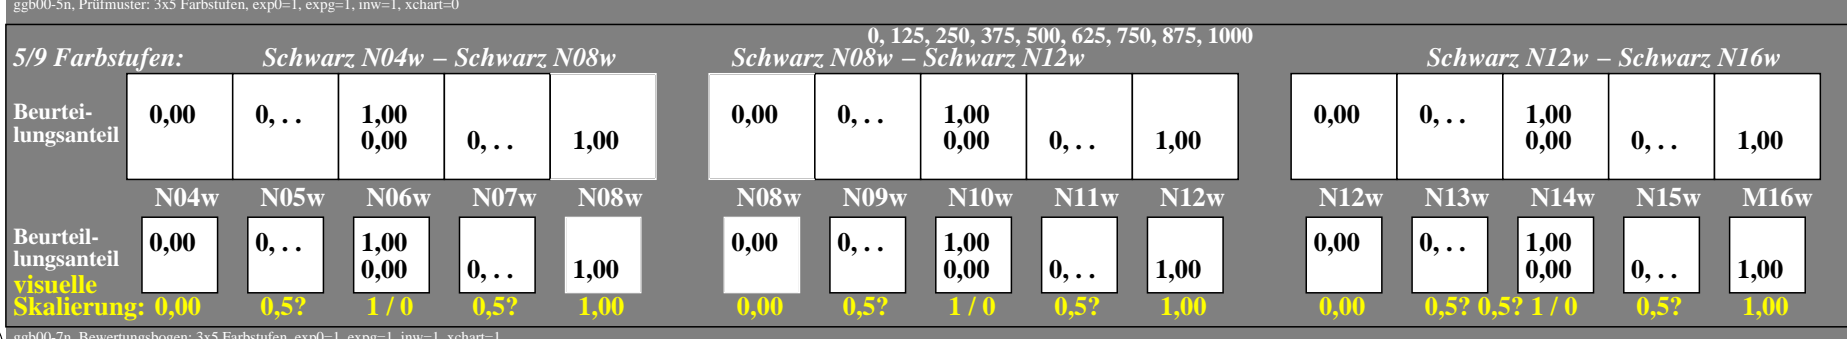 ggb00-5n, Prüfmuster: 3x5 Farbstufen, exp0=1, expg=1, inw=1, xchart=0
0, 125, 250, 375, 500, 625, 750, 875, 1000
5/9 Farbstufen: Schwarz N04w – Schwarz N08w Schwarz N08w – Schwarz N12w Schwarz N12w – Schwarz N16w
Beurtei- 0,00 0, . . 1,00 0,00 0, . . 1,00 0,00 0, . . 1,00
lungsanteil 0,00 0, . . 1,00 0,00 0, . . 1,00 0,00 0, . . 1,00
N04w N05w N06w N07w N08w N08w N09w N10w N11w N12w N12w N13w N14w N15w M16w
Beurteil- 0,00 0, . . 1,00 0,00 0, . . 1,00 0,00 0, . . 1,00
lungsanteil 0,00 0, . . 1,00 0,00 0, . . 1,00 0,00 0, . . 1,00
visuelle
Skalierung: 0,00 0,5? 1 / 0 0,5? 1,00 0,00 0,5? 1 / 0 0,5? 1,00 0,00 0,5? 0,5? 1 / 0 0,5? 1,00
ggb00-7n, Bewertungsbogen: 3x5 Farbstufen, exp0=1, expg=1, inw=1, xchart=1